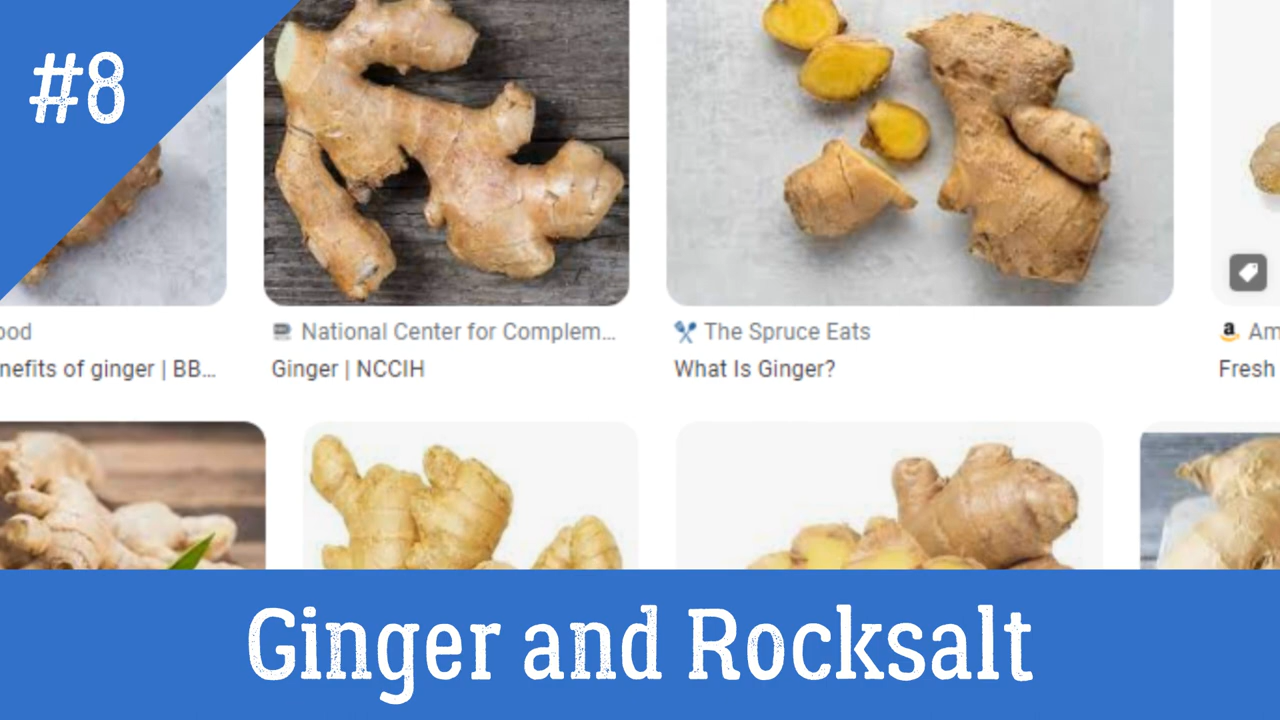 #8
ood
National Center for Complem...
The Spruce Eats
Am
nefits of ginger | BB...
Ginger | NCCIH
What Is Ginger?
Fresh
Ginger and Rocksalt